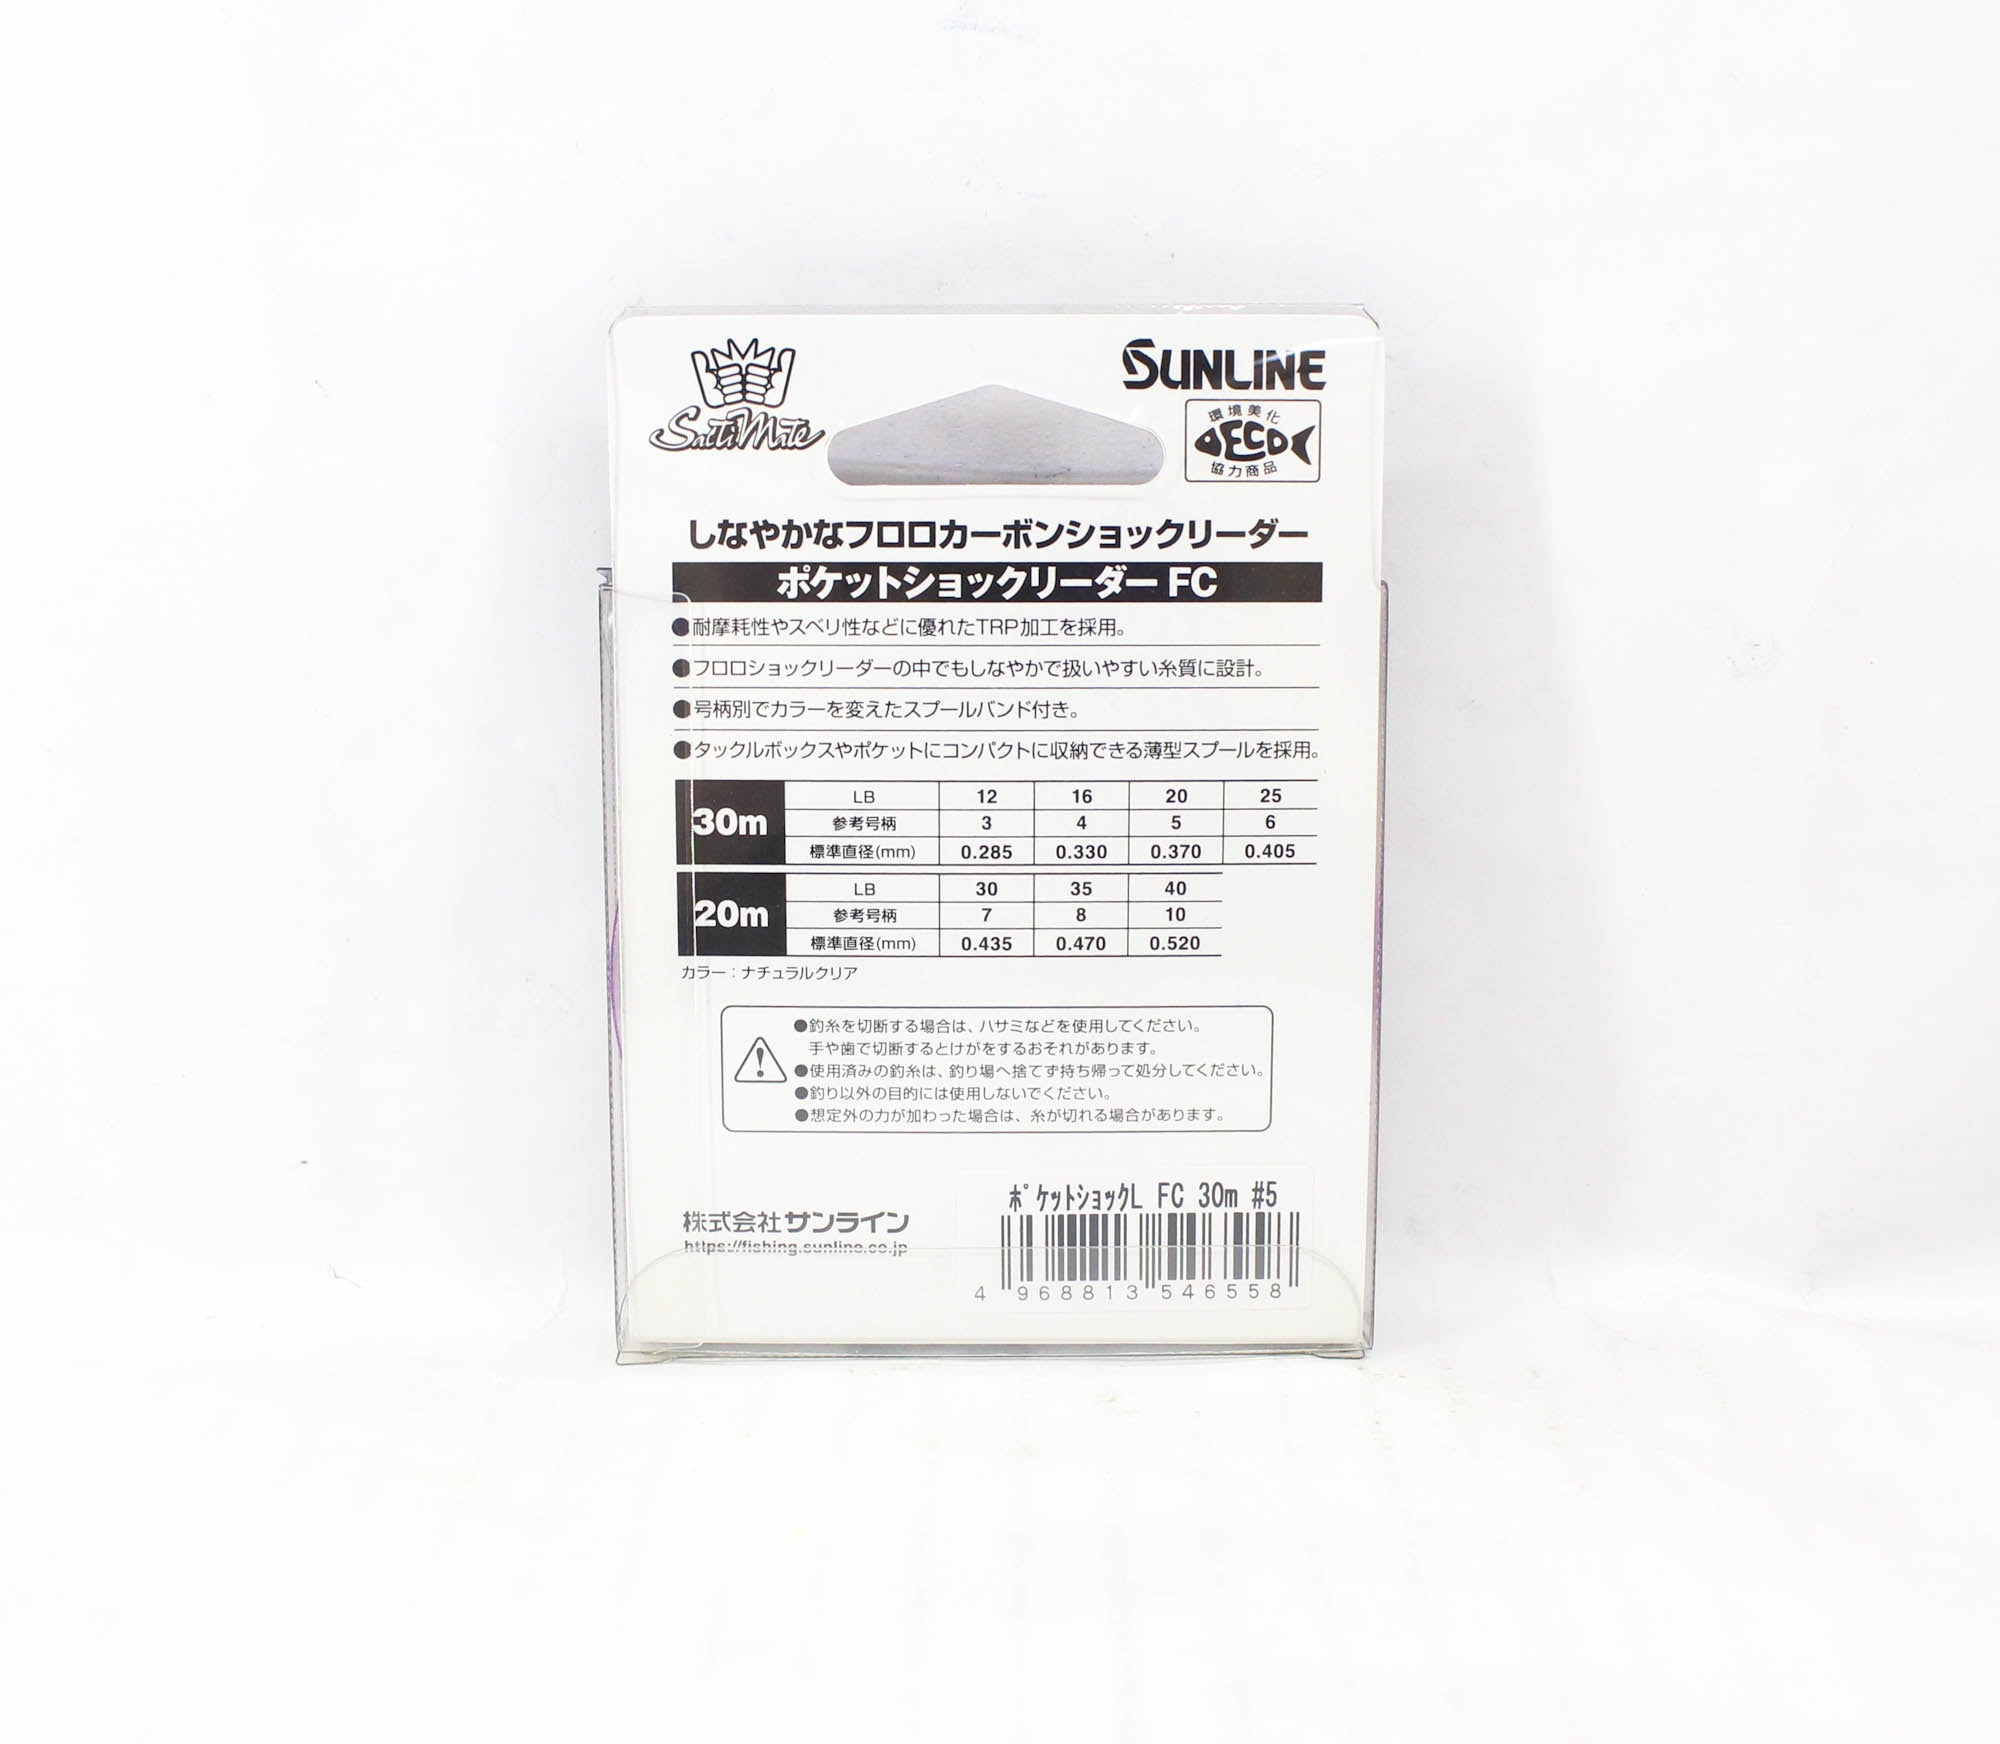 SaltiMate
SUNLINE
環境美化
ECO
協力商品
しなやかなフロロカーボンショックリーダー
ポケットショックリーダー FC
●耐摩耗性やスベリ性などに優れたTRP加工を採用。
●フロロショックリーダーの中でもしなやかで扱いやすい糸質に設計。
●号柄別でカラーを変えたスプールバンド付き。
●タックルボックスやポケットにコンパクトに収納できる薄型スプールを採用。
30m
LB 12 16 20 25
参考号柄 3 4 5 6
標準直径(mm) 0.285 0.330 0.370 0.405
20m
LB 30 35 40
参考号柄 7 8 10
標準直径(mm) 0.435 0.470 0.520
カラー：ナチュラルクリア
●釣糸を切断する場合は、ハサミなどを使用してください。
手や歯で切断するとけがをするおそれがあります。
●使用済みの釣糸は、釣り場へ捨てず持ち帰って処分してください。
●釣り以外の目的には使用しないでください。
●想定外の力が加わった場合は、糸が切れる場合があります。
株式会社サンライン
https://fishing.sunline.co.jp
ﾎﾟｹｯﾄｼｮｯｸL FC 30m #5
4 968813 546558